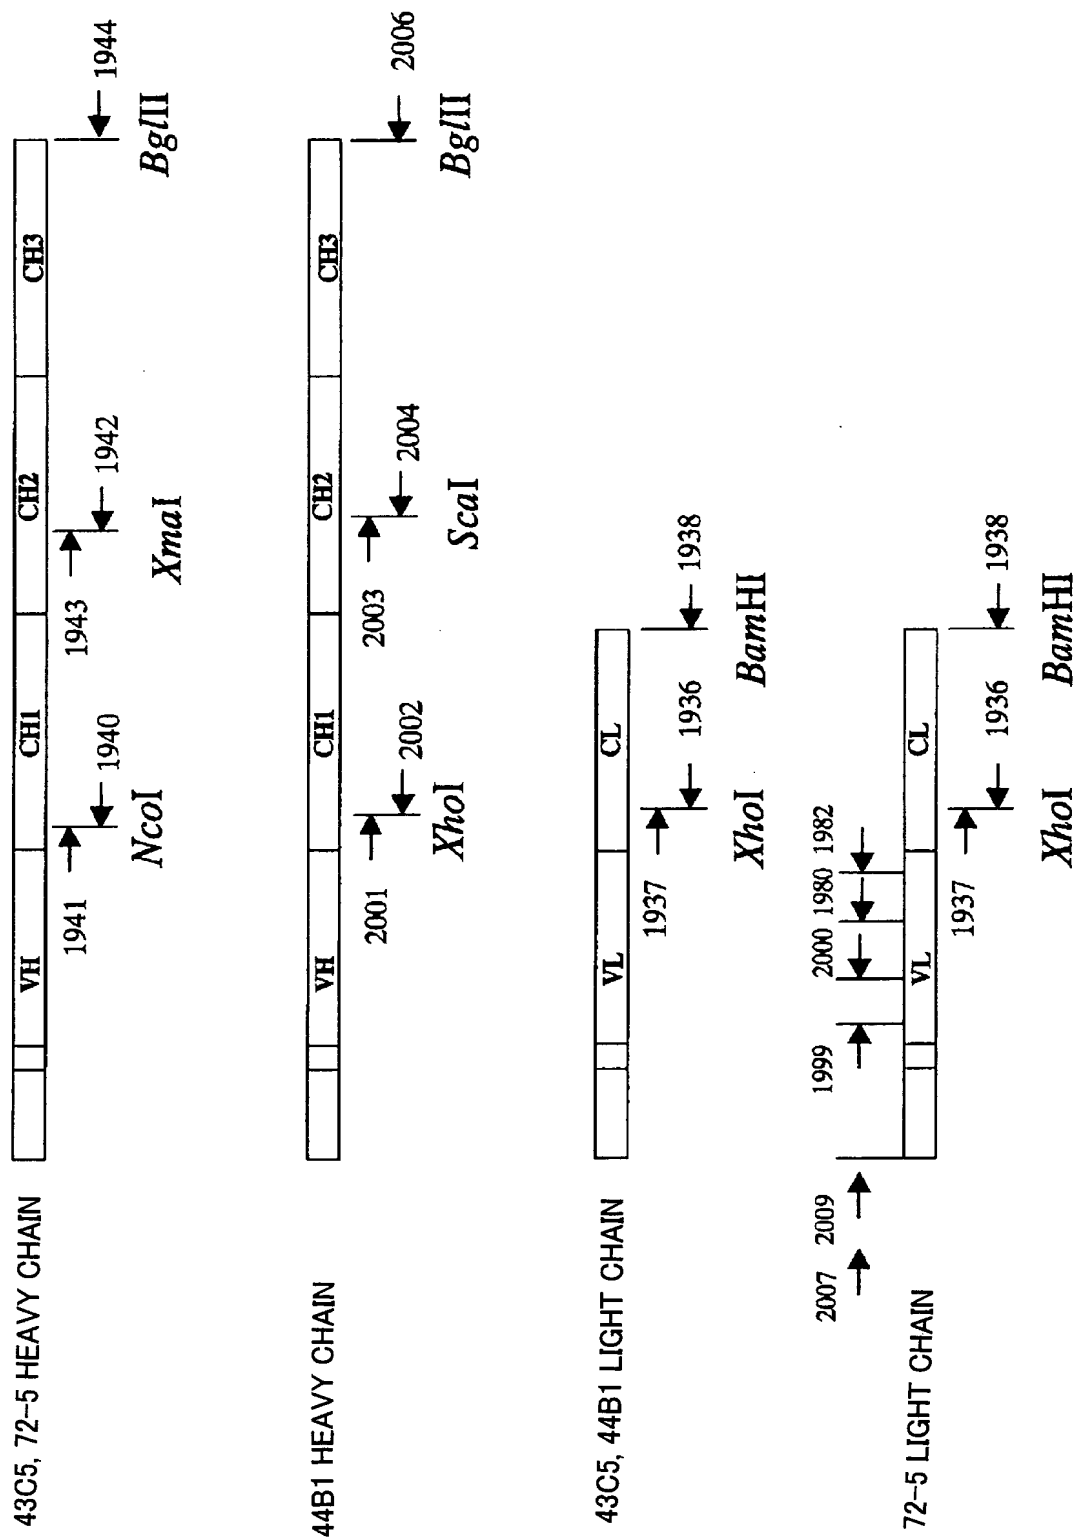 43C5, 72-5 HEAVY CHAIN
VH CH1 CH2 CH3
1941 1940 1943 1942 1944
NcoI XmaI BglII
44B1 HEAVY CHAIN
VH CH1 CH2 CH3
2001 2002 2003 2004 2006
XhoI ScaI BglII
43C5, 44B1 LIGHT CHAIN
VL CL
1937 1936 1938
XhoI BamHI
2007 2009 1999 2000 1980 1982
72-5 LIGHT CHAIN
VL CL
1937 1936 1938
XhoI BamHI